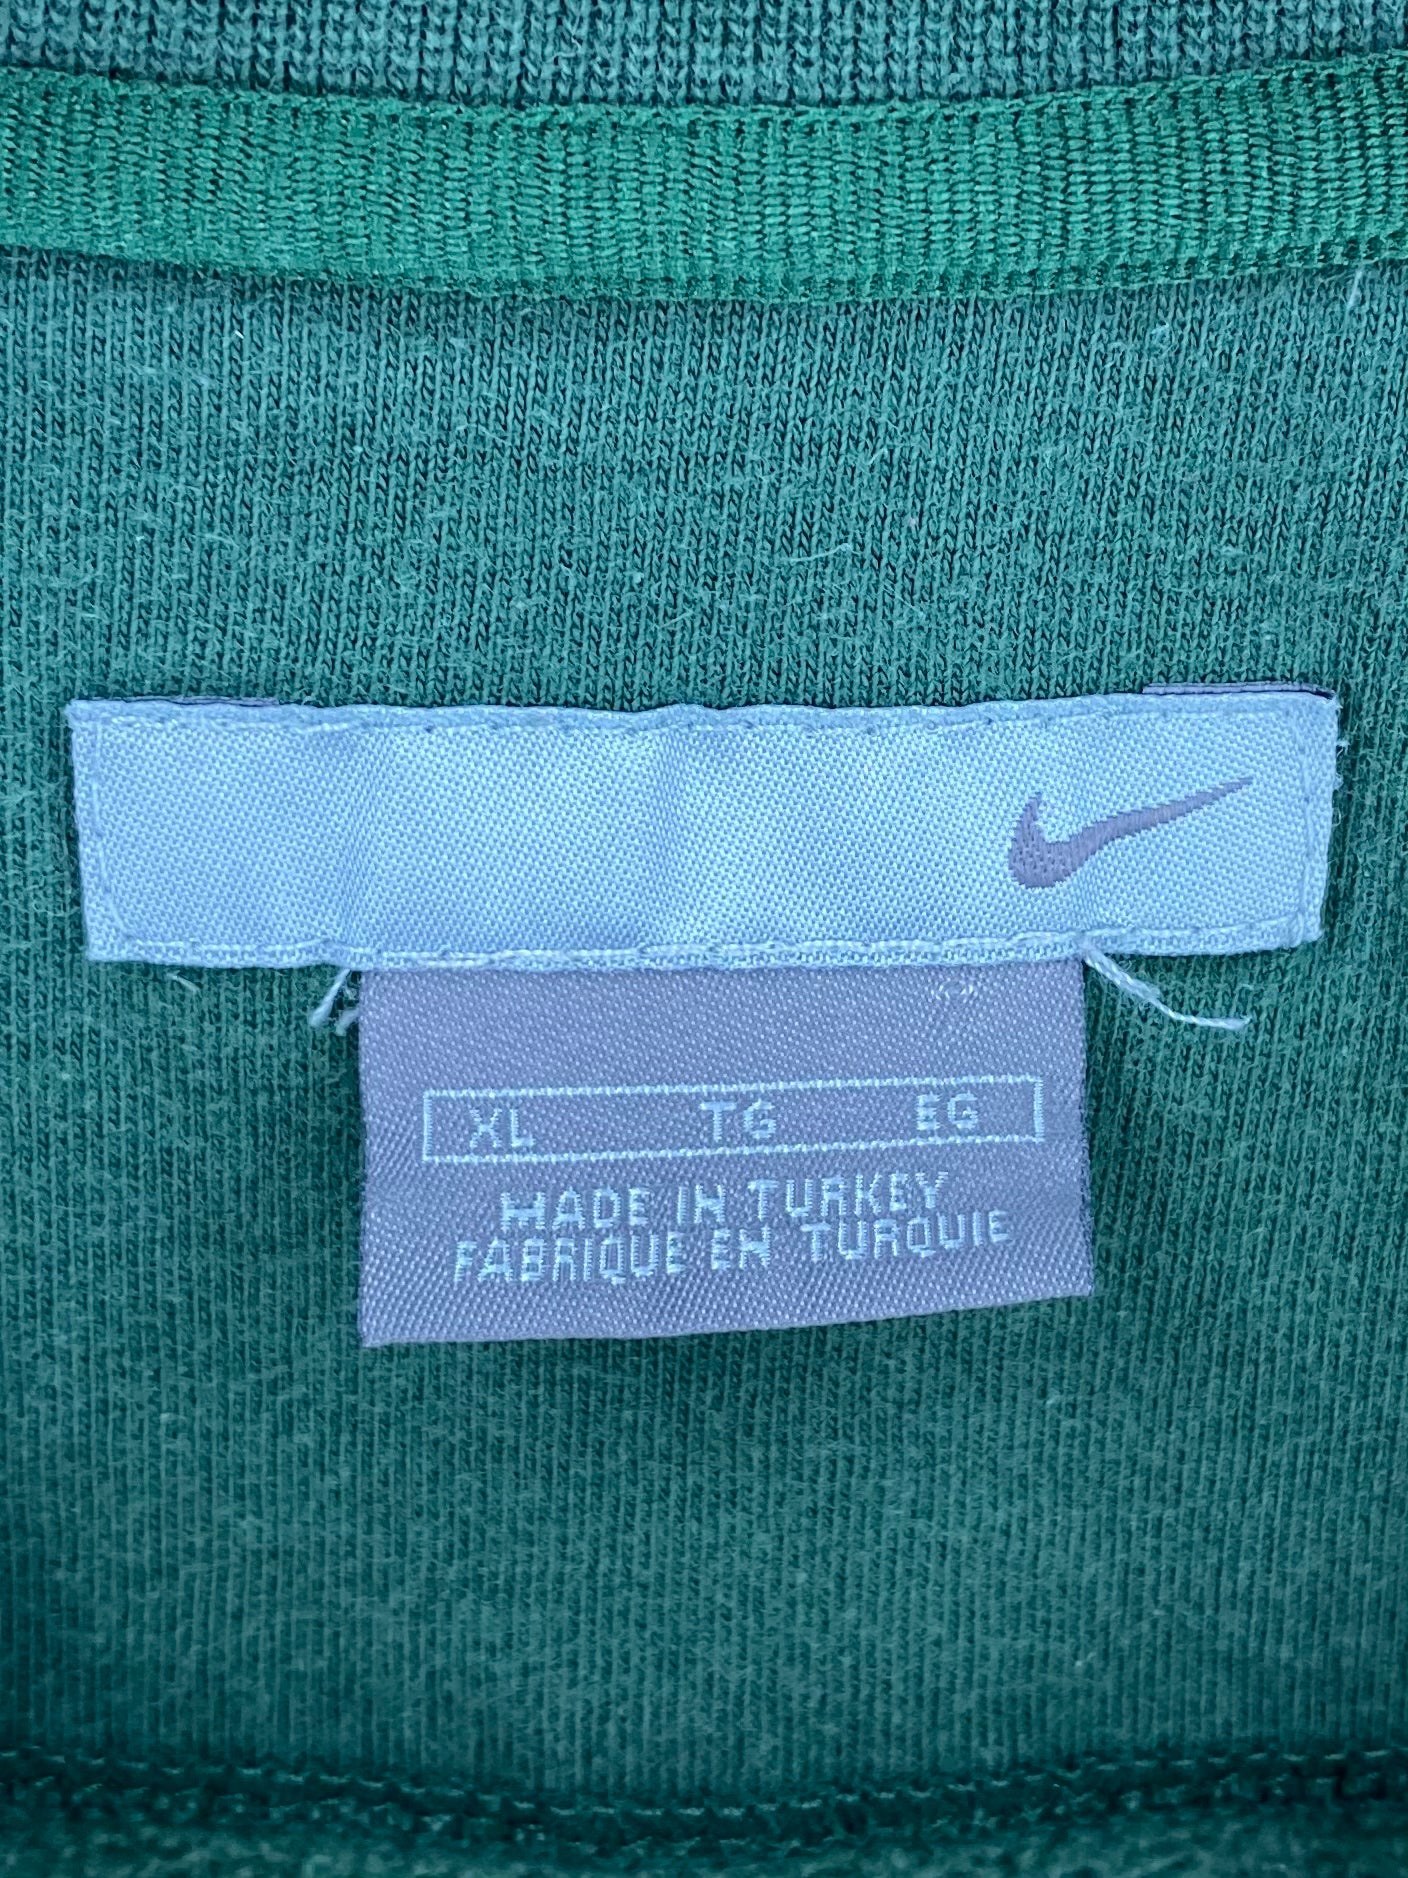 XL TG EG
MADE IN TURKEY
FABRIQUE EN TURQUIE